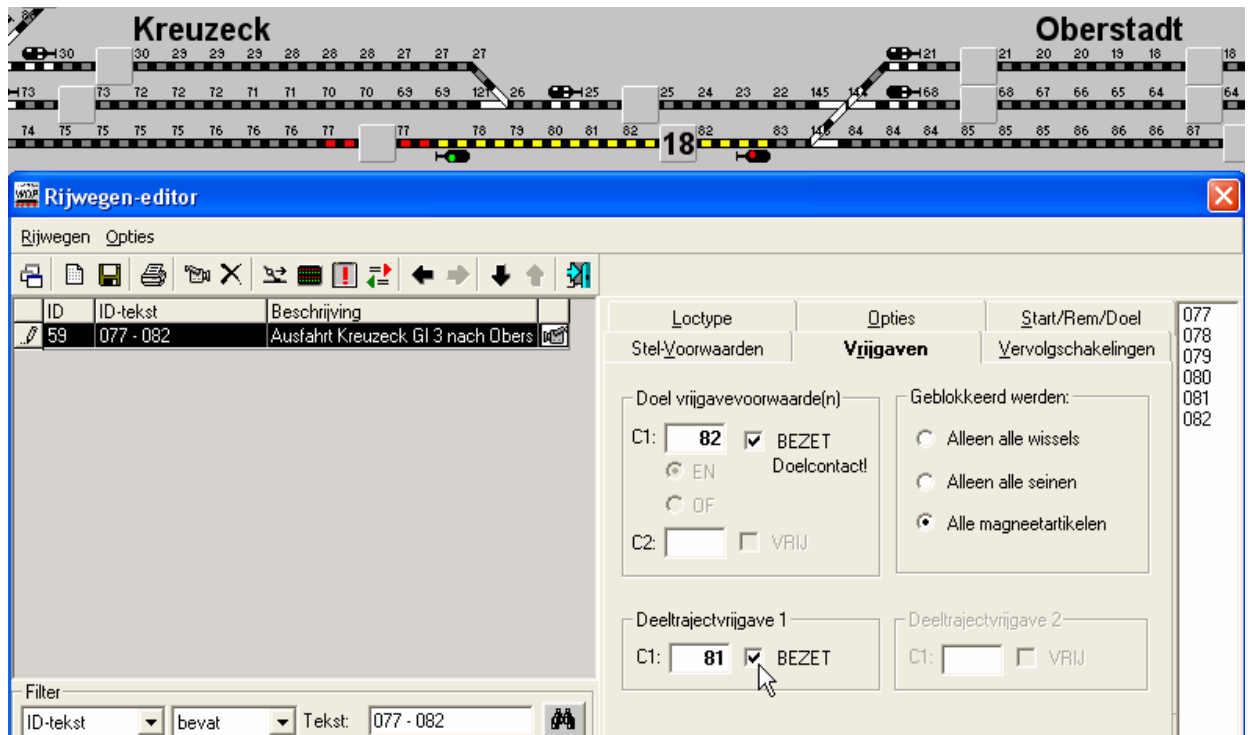 Kreuzeck Oberstadt
30 30 29 29 29 28 28 28 27 27 27 21 21 20 20 19 18 18
73 73 72 72 72 71 71 70 70 69 69 26 25 25 24 23 22 145 68 68 67 66 65 64 64
74 75 75 75 75 76 76 76 77 77 78 79 80 81 82 18 82 83 84 84 84 85 85 85 86 86 86 87
Rijwegen-editor
Rijwegen Opties
ID ID-tekst Beschrijving
59 077 - 082 Ausfahrt Kreuzeck Gl 3 nach Obers
Loctype Opties Start/Rem/Doel
Stel-Voorwaarden Vrijgaven Vervolgschakelingen
077
078
079
080
081
082
Doel vrijgavevoorwaarde(n)
C1: 82 BEZET
Doelcontact!
EN
OF
C2: VRIJ
Geblokkeerd werden:
Alleen alle wissels
Alleen alle seinen
Alle magneetartikelen
Deeltrajectvrijgave 1
C1: 81 BEZET
Deeltrajectvrijgave 2
C1: VRIJ
Filter
ID-tekst bevat Tekst: 077 - 082